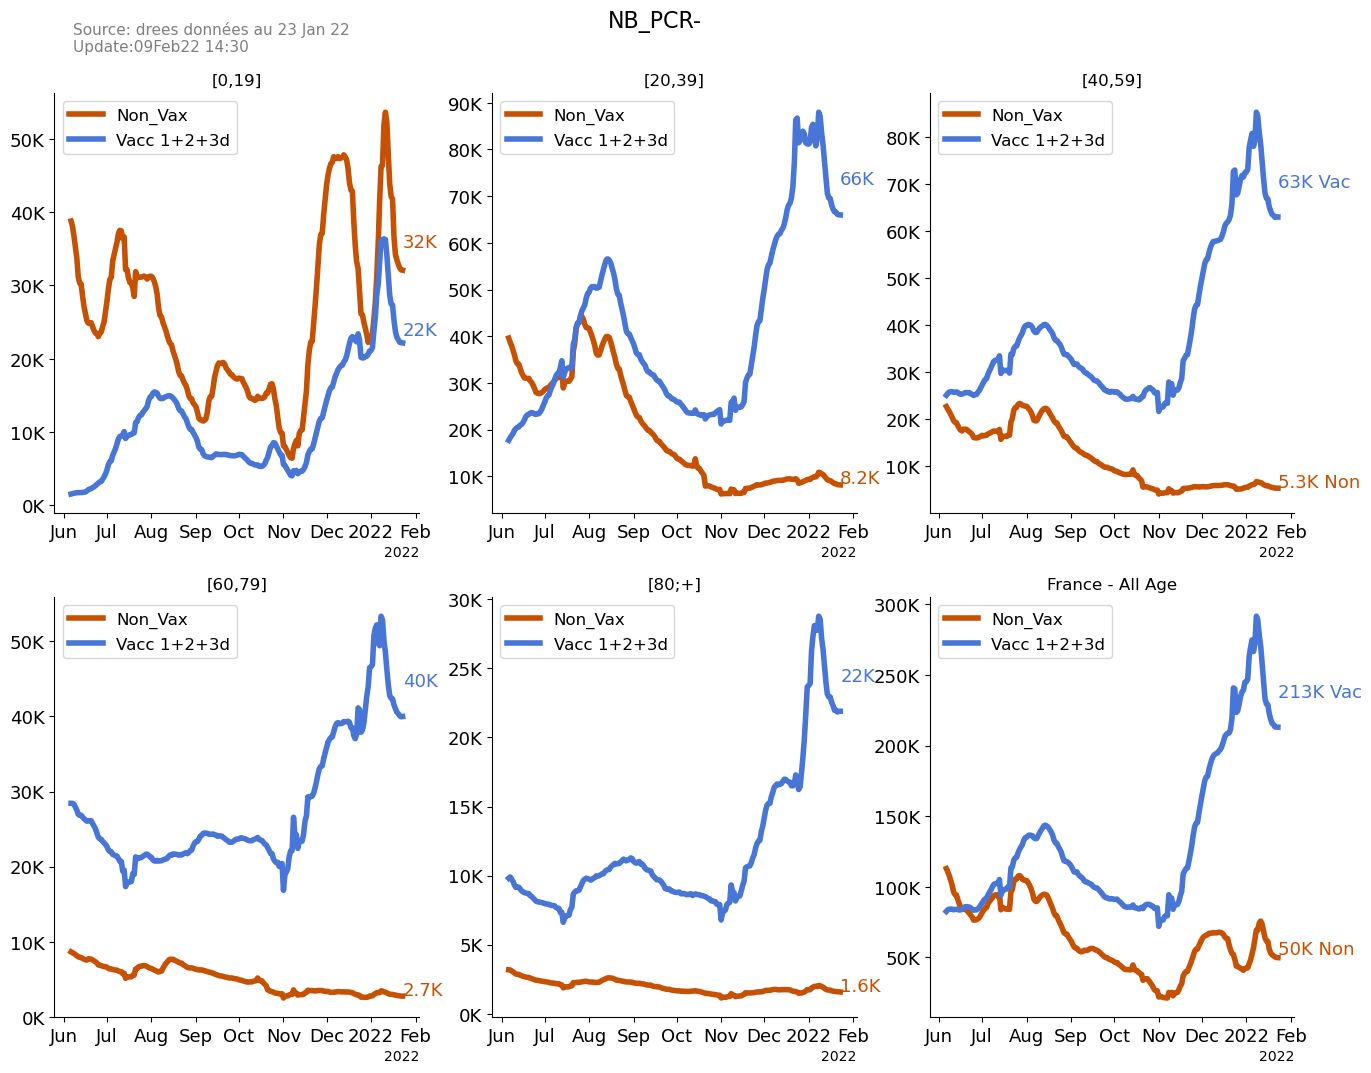 NB_PCR-
Source: drees données au 23 Jan 22
Update:09Feb22 14:30
[0,19]
Non_Vax
Vacc 1+2+3d
50K
40K
30K
20K
10K
0K
32K
22K
Jun Jul Aug Sep Oct Nov Dec 2022 Feb
2022
[20,39]
Non_Vax
Vacc 1+2+3d
90K
80K
70K
60K
50K
40K
30K
20K
10K
66K
8.2K
Jun Jul Aug Sep Oct Nov Dec 2022 Feb
2022
[40,59]
Non_Vax
Vacc 1+2+3d
80K
70K
60K
50K
40K
30K
20K
10K
63K Vac
5.3K Non
Jun Jul Aug Sep Oct Nov Dec 2022 Feb
2022
[60,79]
Non_Vax
Vacc 1+2+3d
50K
40K
30K
20K
10K
0K
40K
2.7K
Jun Jul Aug Sep Oct Nov Dec 2022 Feb
2022
[80;+]
Non_Vax
Vacc 1+2+3d
30K
25K
20K
15K
10K
5K
0K
22K
1.6K
Jun Jul Aug Sep Oct Nov Dec 2022 Feb
2022
France - All Age
Non_Vax
Vacc 1+2+3d
300K
250K
200K
150K
100K
50K
213K Vac
50K Non
Jun Jul Aug Sep Oct Nov Dec 2022 Feb
2022